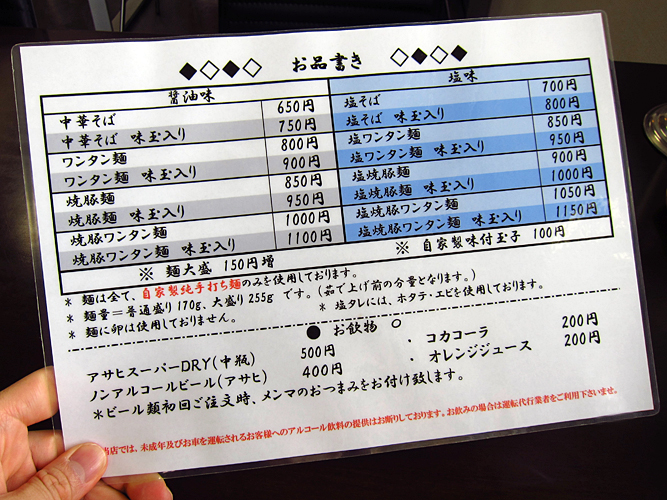 ◆◇◆◇ お品書き ◇◆◇◆
醤油味
中華そば 650円
中華そば 味玉入り 750円
ワンタン麺 800円
ワンタン麺 味玉入り 900円
焼豚麺 850円
焼豚麺 味玉入り 950円
焼豚ワンタン麺 1000円
焼豚ワンタン麺 味玉入り 1100円
塩味
塩そば 700円
塩そば 味玉入り 800円
塩ワンタン麺 850円
塩ワンタン麺 味玉入り 950円
塩焼豚麺 900円
塩焼豚麺 味玉入り 1000円
塩焼豚ワンタン麺 1050円
塩焼豚ワンタン麺 味玉入り 1150円
※ 麺大盛 150円増
※ 自家製味付玉子 100円
* 麺は全て、自家製純手打ち麺のみを使用しております。
* 麺量=普通盛り170g、大盛り255g です。(茹で上げ前の分量となります。)
* 麺に卵は使用しておりません。
* 塩タレには、ホタテ・エビを使用しております。
● お飲物 ○
アサヒスーパーDRY(中瓶) 500円
ノンアルコールビール(アサヒ) 400円
・ コカコーラ 200円
・ オレンジジュース 200円
*ビール類初回ご注文時、メンマのおつまみをお付け致します。
当店では、未成年及びお車を運転されるお客様へのアルコール飲料の提供はお断りしております。お飲みの場合は運転代行業者をご利用下さいませ。